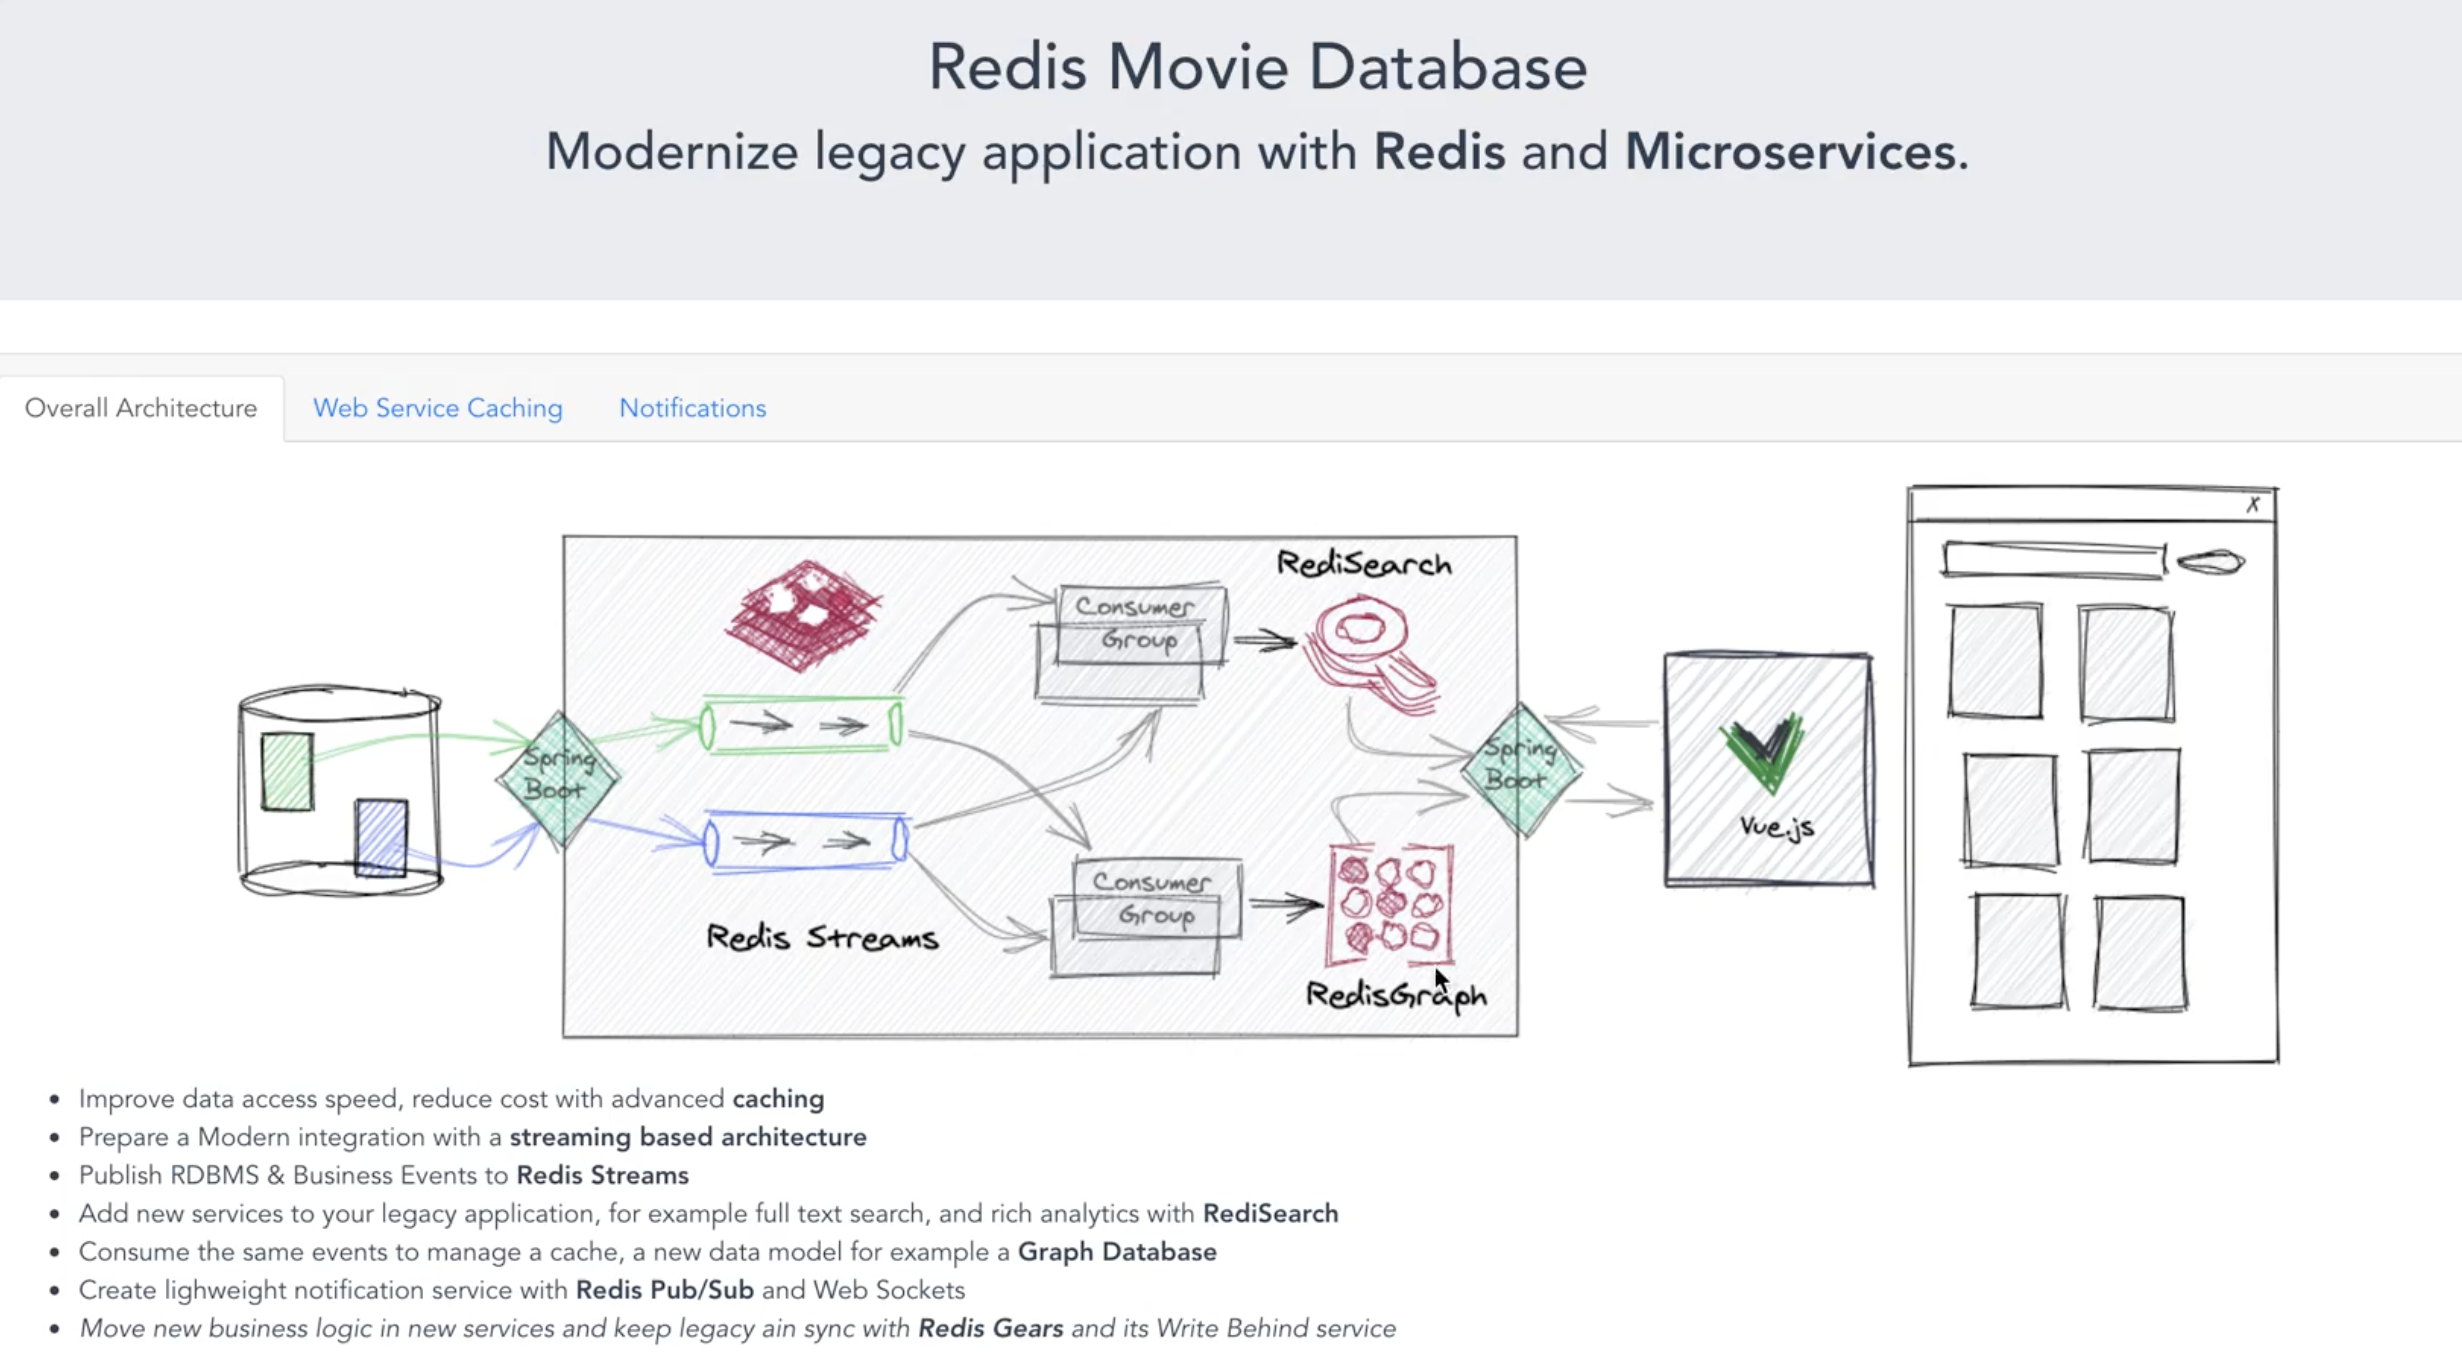 Redis Movie Database
Modernize legacy application with Redis and Microservices.
Overall Architecture
Web Service Caching
Notifications
X
RediSearch
Consumer
Group
Spring
Boot
Spring
Boot
Vue.js
Consumer
Group
Redis Streams
RedisGraph
Improve data access speed, reduce cost with advanced caching
Prepare a Modern integration with a streaming based architecture
Publish RDBMS & Business Events to Redis Streams
Add new services to your legacy application, for example full text search, and rich analytics with RediSearch
Consume the same events to manage a cache, a new data model for example a Graph Database
Create lighweight notification service with Redis Pub/Sub and Web Sockets
Move new business logic in new services and keep legacy ain sync with Redis Gears and its Write Behind service